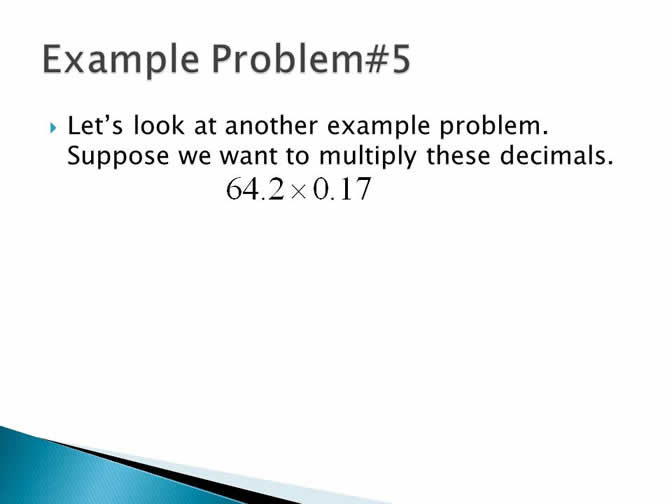 Example Problem#5
Let's look at another example problem.
Suppose we want to multiply these decimals.
64.2 × 0.17